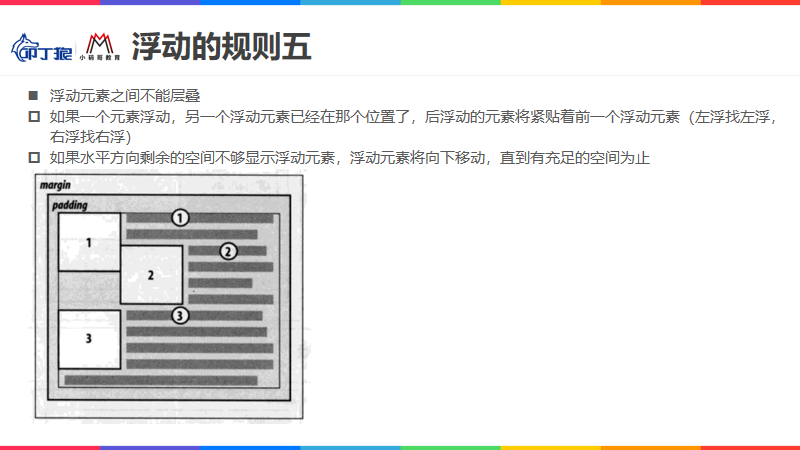 叩丁狼
小码哥教育
浮动的规则五
浮动元素之间不能层叠
如果一个元素浮动，另一个浮动元素已经在那个位置了，后浮动的元素将紧贴着前一个浮动元素（左浮找左浮，
右浮找右浮）
如果水平方向剩余的空间不够显示浮动元素，浮动元素将向下移动，直到有充足的空间为止
margin
padding
1
1
2
2
3
3